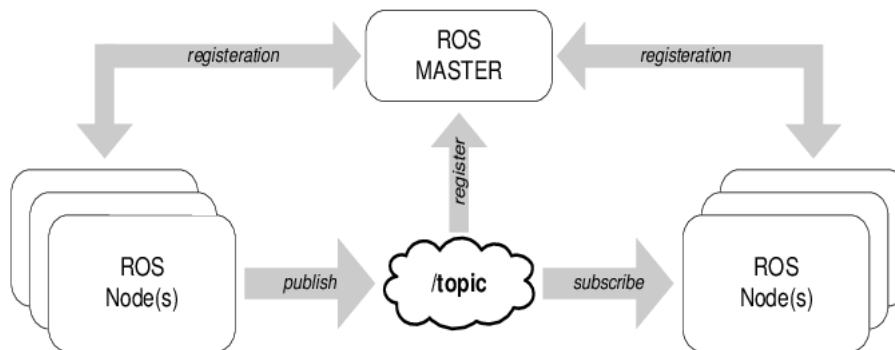 ROS
MASTER
registeration
registeration
register
ROS
Node(s)
publish
/topic
subscribe
ROS
Node(s)